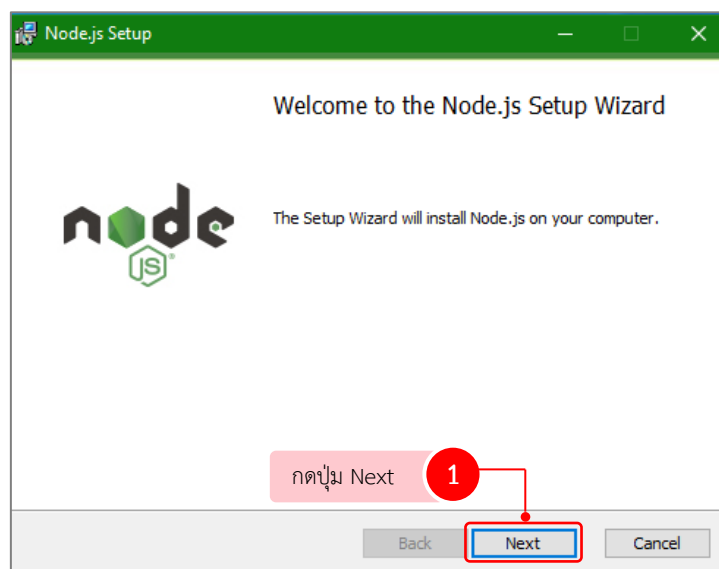 Node.js Setup
Welcome to the Node.js Setup Wizard
node
JS
The Setup Wizard will install Node.js on your computer.
กดปุ่ม Next 1
Back Next Cancel